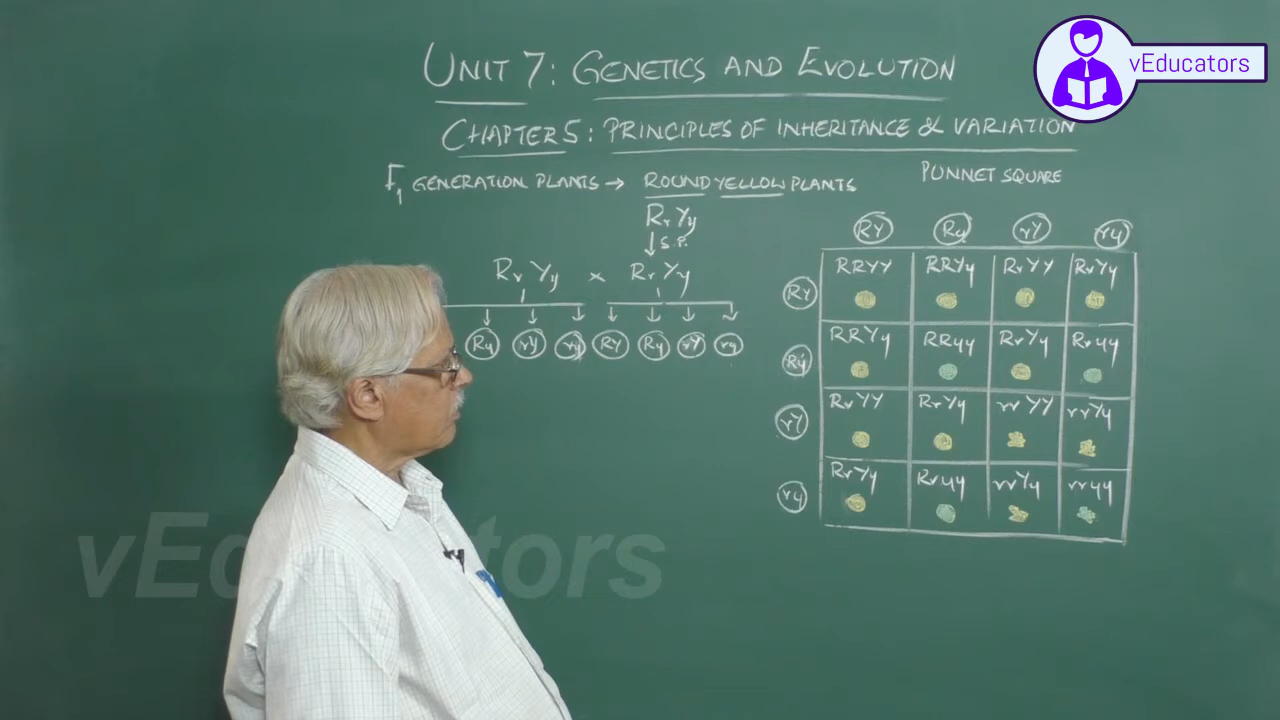 vEducators
UNIT 7: GENETICS AND EVOLUTION
CHAPTER 5: PRINCIPLES OF INHERITANCE & VARIATION
F1 GENERATION PLANTS → ROUND YELLOW PLANTS
PUNNET SQUARE
RrYy
↓ S.P.
RrYy × RrYy
Ry rY ry RY Ry rY ry
RY Ry rY ry
RY RRYY RRYy RrYY RrYy
Ry RRYy RRyy RrYy Rryy
rY RrYY RrYy rrYY rrYy
ry RrYy Rryy rrYy rryy
vEducators